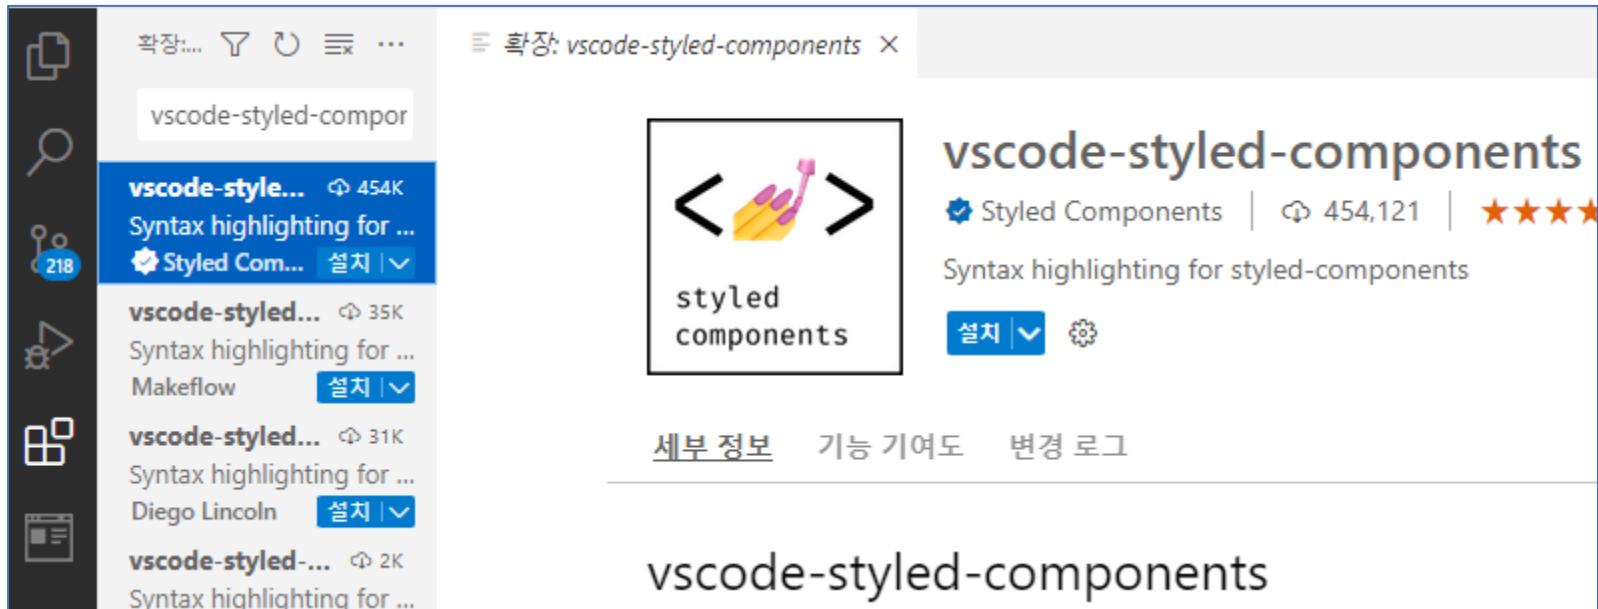 확장:...
vscode-styled-compor
vscode-style... 454K
Syntax highlighting for ...
Styled Com... 설치
vscode-styled... 35K
Syntax highlighting for ...
Makeflow 설치
vscode-styled... 31K
Syntax highlighting for ...
Diego Lincoln 설치
vscode-styled-... 2K
Syntax highlighting for ...
218
확장: vscode-styled-components
styled
components
vscode-styled-components
Styled Components 454,121
Syntax highlighting for styled-components
설치
세부 정보 기능 기여도 변경 로그
vscode-styled-components